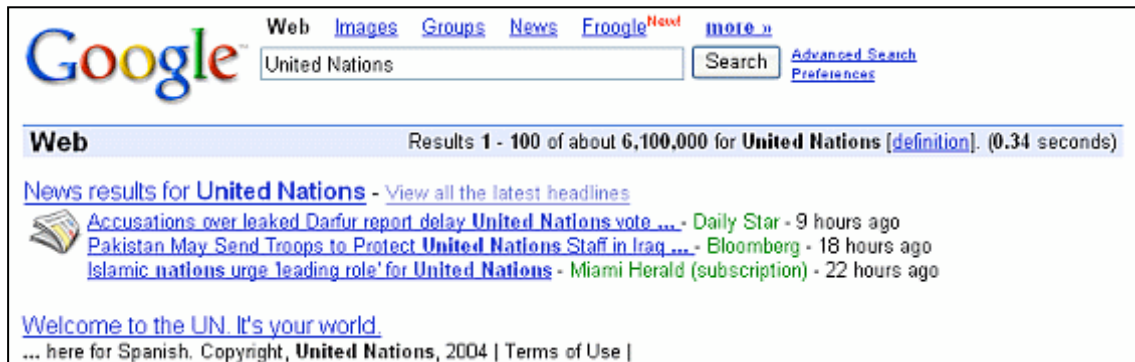 Web Images Groups News Froogle New! more »
Google™
United Nations Search Advanced Search
Preferences
Web Results 1 - 100 of about 6,100,000 for United Nations [definition]. (0.34 seconds)
News results for United Nations - View all the latest headlines
Accusations over leaked Darfur report delay United Nations vote ... - Daily Star - 9 hours ago
Pakistan May Send Troops to Protect United Nations Staff in Iraq ... - Bloomberg - 18 hours ago
Islamic nations urge 'leading role' for United Nations - Miami Herald (subscription) - 22 hours ago
Welcome to the UN. It's your world.
... here for Spanish. Copyright, United Nations, 2004 | Terms of Use |